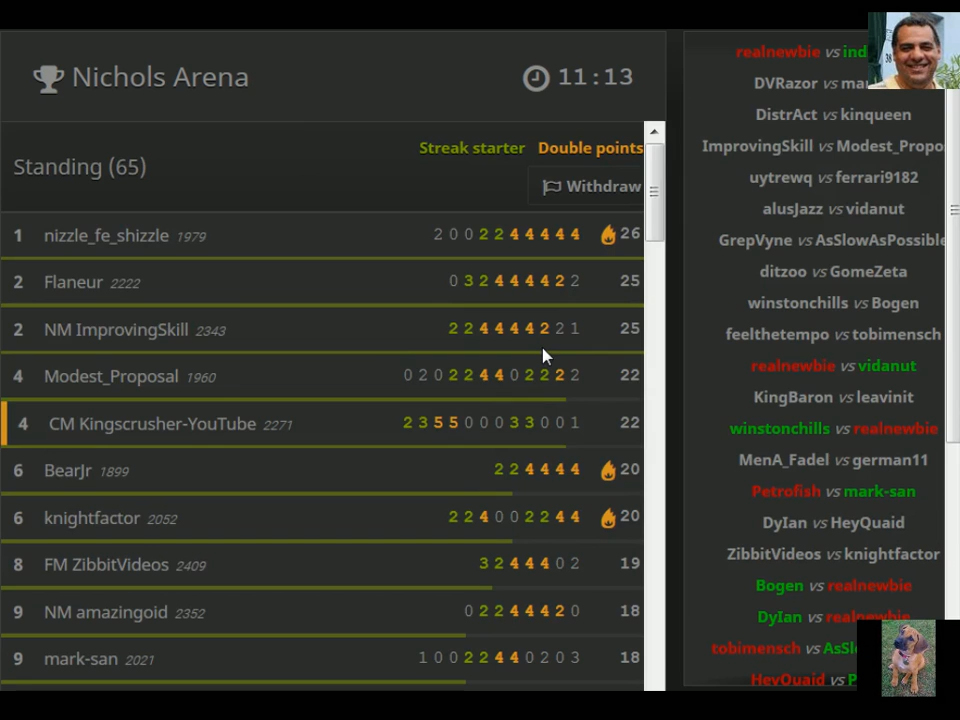 Nichols Arena 11:13
Standing (65)
Streak starter Double points
Withdraw
1 nizzle_fe_shizzle 1979 2 0 0 2 2 4 4 4 4 4 26
2 Flaneur 2222 0 3 2 4 4 4 4 2 2 25
2 NM ImprovingSkill 2343 2 2 4 4 4 4 2 2 1 25
4 Modest_Proposal 1960 0 2 0 2 2 4 4 0 2 2 2 2 22
4 CM Kingscrusher-YouTube 2271 2 3 5 5 0 0 0 3 3 0 0 1 22
6 BearJr 1899 2 2 4 4 4 4 20
6 knightfactor 2052 2 2 4 0 0 2 2 4 4 20
8 FM ZibbitVideos 2409 3 2 4 4 4 0 2 19
9 NM amazingoid 2352 0 2 2 4 4 4 2 0 18
9 mark-san 2021 1 0 0 2 2 4 4 0 2 0 3 18
realnewbie vs
DVRazor vs
DistrAct vs kinqueen
ImprovingSkill vs Modest_Propo
uytrewq vs ferrari9182
alusJazz vs vidanut
GrepVyne vs AsSlowAsPossible
ditzoo vs GomeZeta
winstonchills vs Bogen
feelthetempo vs tobimensch
realnewbie vs vidanut
KingBaron vs leavinit
winstonchills vs realnewbie
MenA_Fadel vs german11
Petrofish vs mark-san
DyIan vs HeyQuaid
ZibbitVideos vs knightfactor
Bogen vs realnewbie
DyIan vs realnewbie
tobimensch vs AsSl
HeyQuaid vs